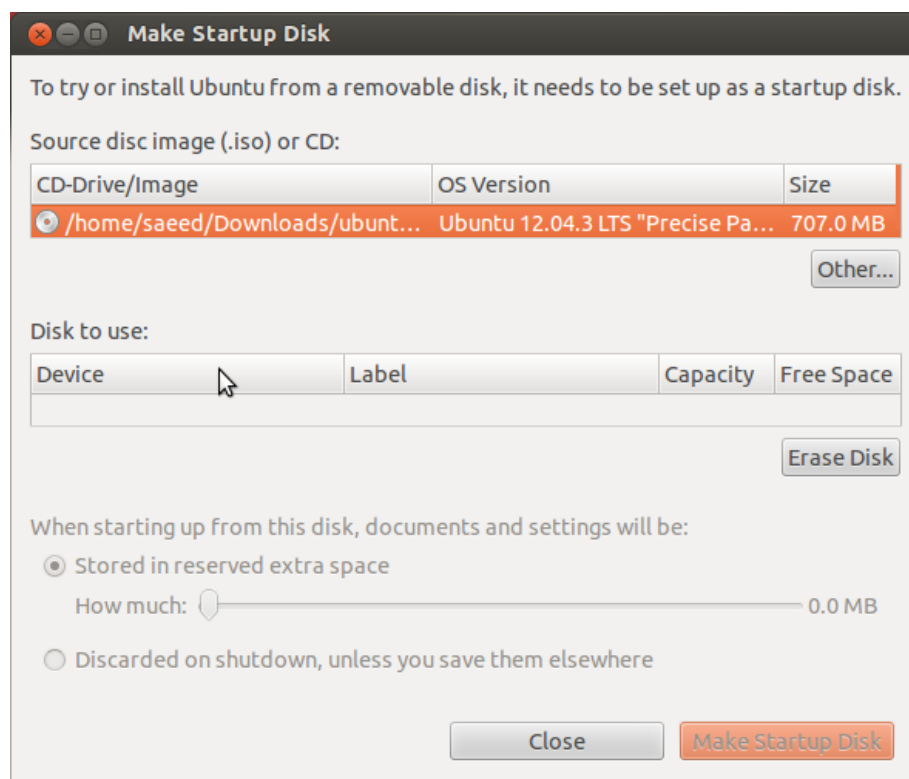 Make Startup Disk
To try or install Ubuntu from a removable disk, it needs to be set up as a startup disk.
Source disc image (.iso) or CD:
CD-Drive/Image OS Version Size
/home/saeed/Downloads/ubunt... Ubuntu 12.04.3 LTS "Precise Pa... 707.0 MB
Other...
Disk to use:
Device Label Capacity Free Space
Erase Disk
When starting up from this disk, documents and settings will be:
Stored in reserved extra space
How much: 0.0 MB
Discarded on shutdown, unless you save them elsewhere
Close Make Startup Disk